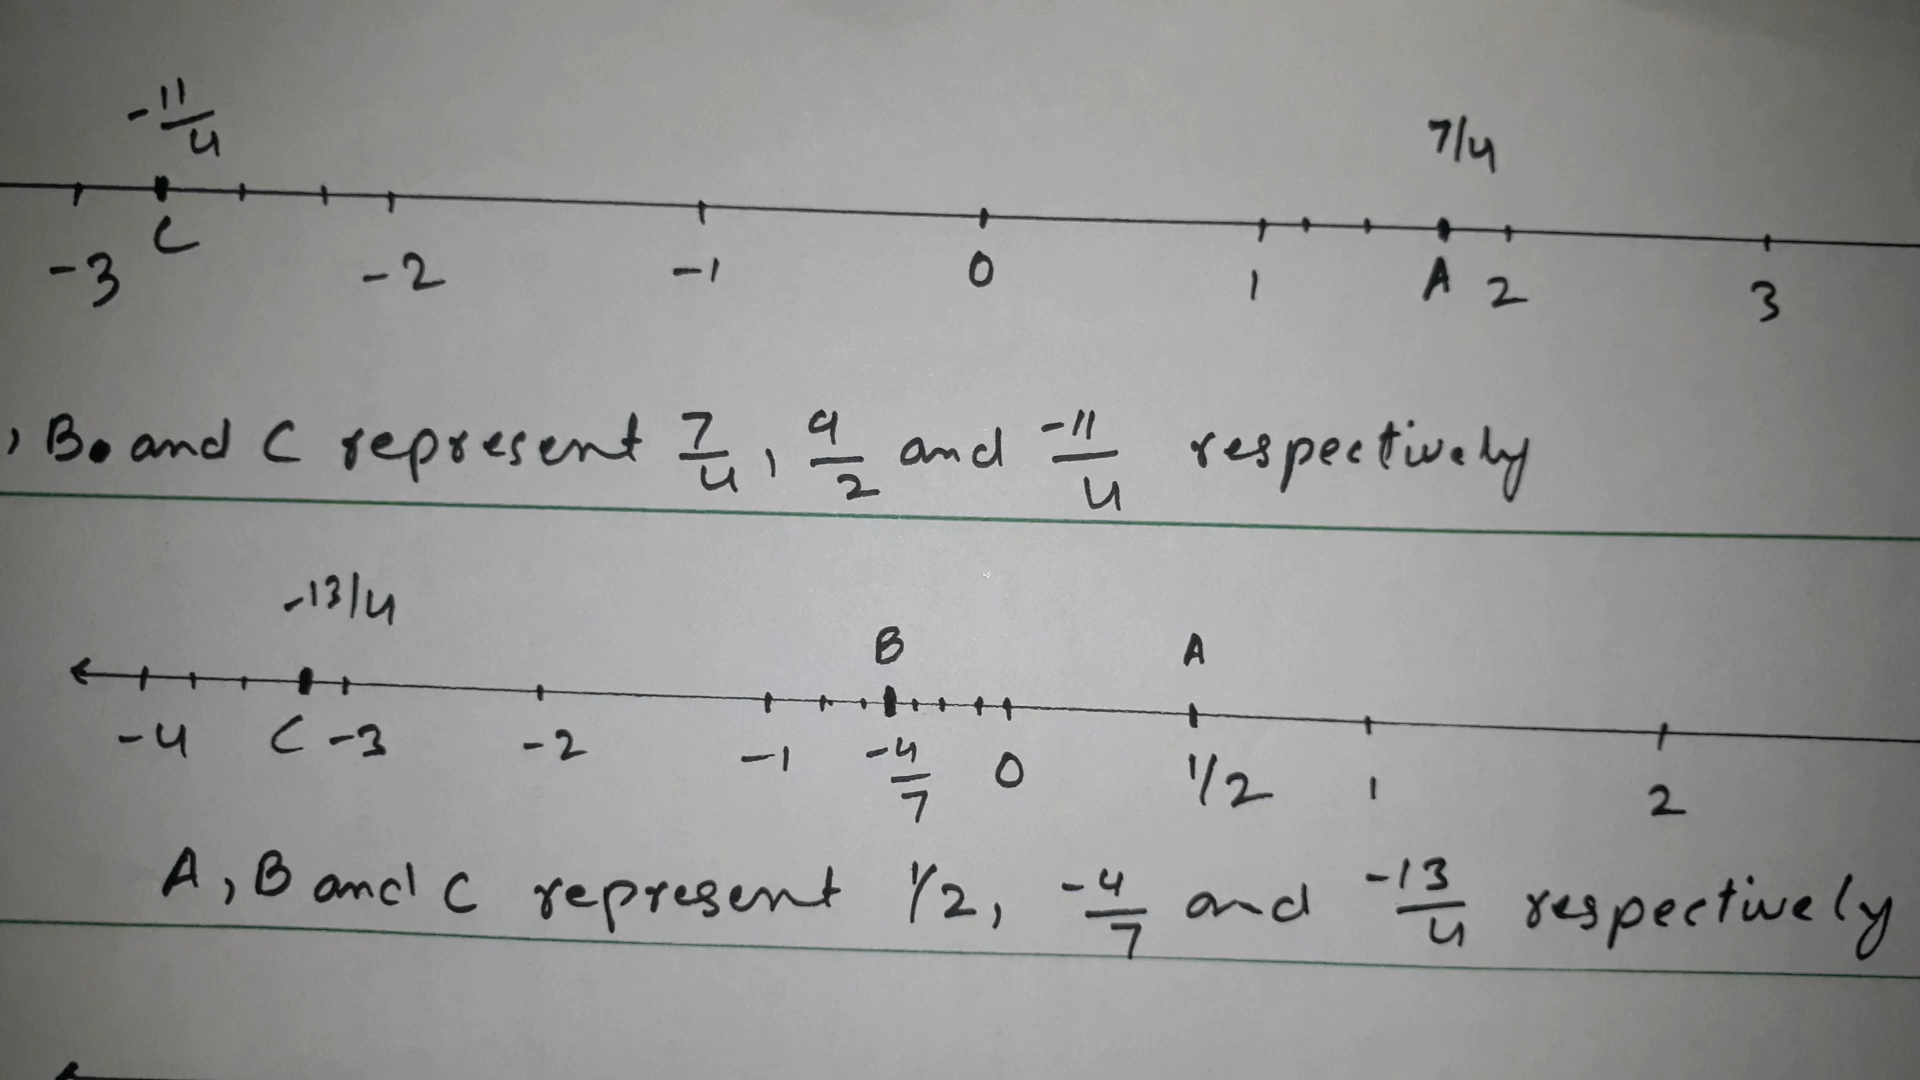 -11/4 7/4
C A
-3 -2 -1 0 1 2 3
, B and C represent 7/4, 9/2 and -11/4 respectively
-13/4 B A
-4 C -3 -2 -1 -4/7 0 1/2 1 2
A, B and C represent 1/2, -4/7 and -13/4 respectively